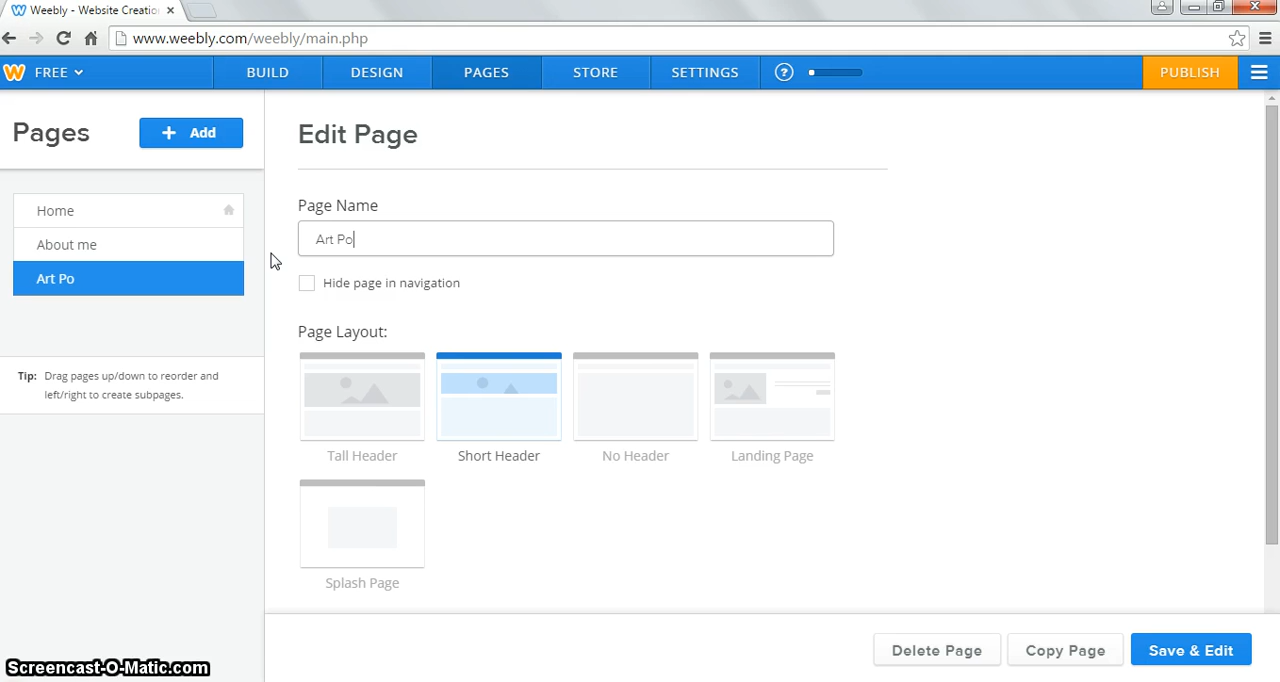 Weebly - Website Creatio
www.weebly.com/weebly/main.php
W FREE BUILD DESIGN PAGES STORE SETTINGS ? PUBLISH
Pages
+ Add
Home
About me
Art Po
Tip: Drag pages up/down to reorder and
left/right to create subpages.
Edit Page
Page Name
Art Po
Hide page in navigation
Page Layout:
Tall Header
Short Header
No Header
Landing Page
Splash Page
Delete Page
Copy Page
Save & Edit
Screencast-O-Matic.com